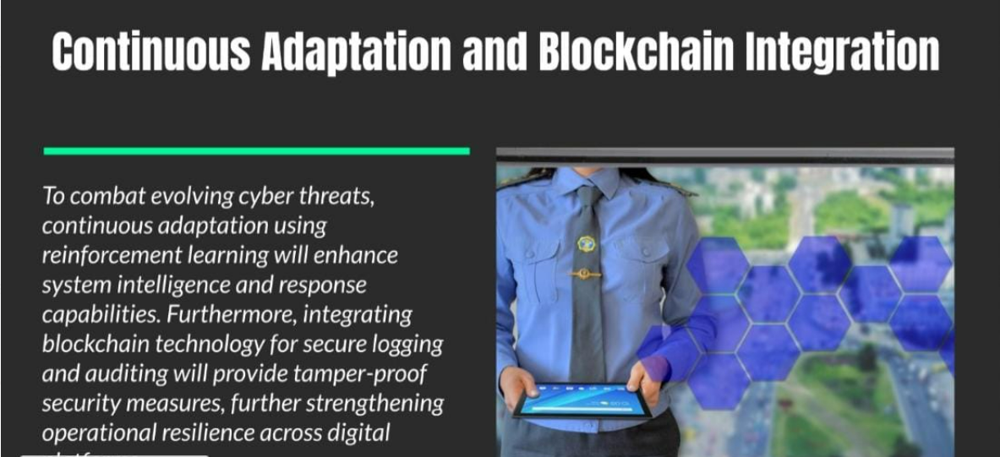 Continuous Adaptation and Blockchain Integration
To combat evolving cyber threats,
continuous adaptation using
reinforcement learning will enhance
system intelligence and response
capabilities. Furthermore, integrating
blockchain technology for secure logging
and auditing will provide tamper-proof
security measures, further strengthening
operational resilience across digital